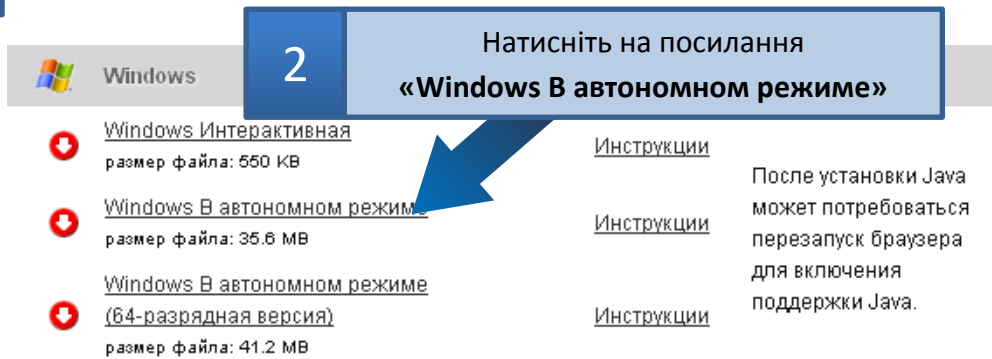 2
Натисніть на посилання
«Windows В автономном режиме»
Windows
Windows Интерактивная
размер файла: 550 KB
Инструкции
Windows В автономном режиме
размер файла: 35.6 MB
Инструкции
Windows В автономном режиме
(64-разрядная версия)
размер файла: 41.2 MB
Инструкции
После установки Java
может потребоваться
перезапуск браузера
для включения
поддержки Java.